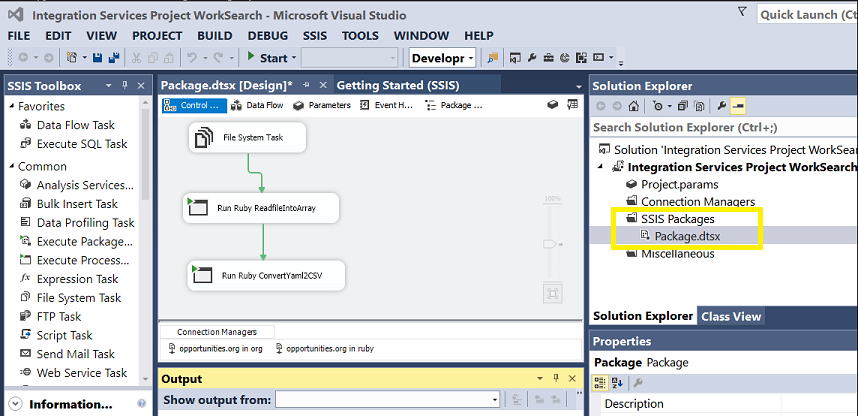 Integration Services Project WorkSearch - Microsoft Visual Studio
Quick Launch (Ctrl
FILE EDIT VIEW PROJECT BUILD DEBUG SSIS TOOLS WINDOW HELP
Start
Developr
SSIS Toolbox
Favorites
Data Flow Task
Execute SQL Task
Common
Analysis Services...
Bulk Insert Task
Data Profiling Task
Execute Package...
Execute Process...
Expression Task
File System Task
FTP Task
Script Task
Send Mail Task
Web Service Task
Information...
Package.dtsx [Design]*
Getting Started (SSIS)
Control ...
Data Flow
Parameters
Event H...
Package ...
File System Task
Run Ruby ReadfileIntoArray
Run Ruby ConvertYaml2CSV
100%
Connection Managers
opportunities.org in org
opportunities.org in ruby
Output
Show output from:
Solution Explorer
Search Solution Explorer (Ctrl+;)
Solution 'Integration Services Project WorkSear
Integration Services Project WorkSearch
Project.params
Connection Managers
SSIS Packages
Package.dtsx
Miscellaneous
Solution Explorer
Class View
Properties
Package Package
Description